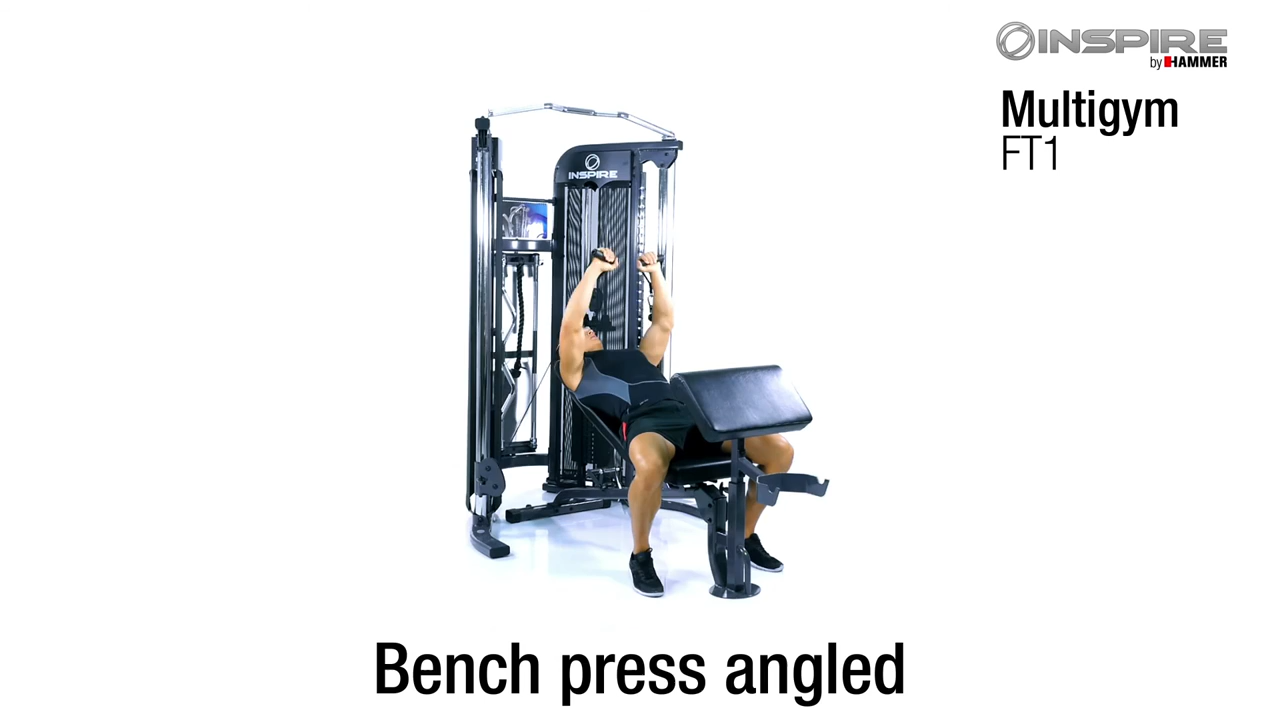 INSPIRE
by HAMMER
Multigym
FT1
INSPIRE
Bench press angled